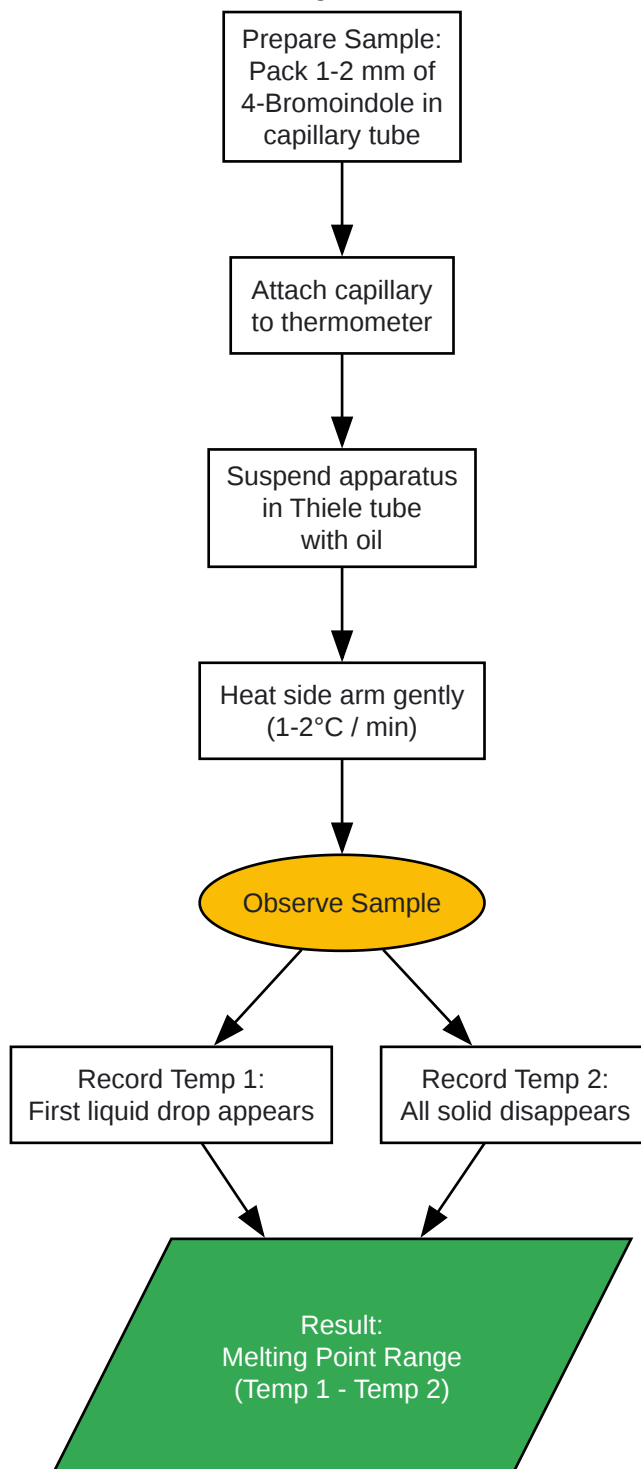 Prepare Sample:
Pack 1-2 mm of
4-Bromoindole in
capillary tube
Attach capillary
to thermometer
Suspend apparatus
in Thiele tube
with oil
Heat side arm gently
(1-2°C / min)
Observe Sample
Record Temp 1:
First liquid drop appears
Record Temp 2:
All solid disappears
Result:
Melting Point Range
(Temp 1 - Temp 2)